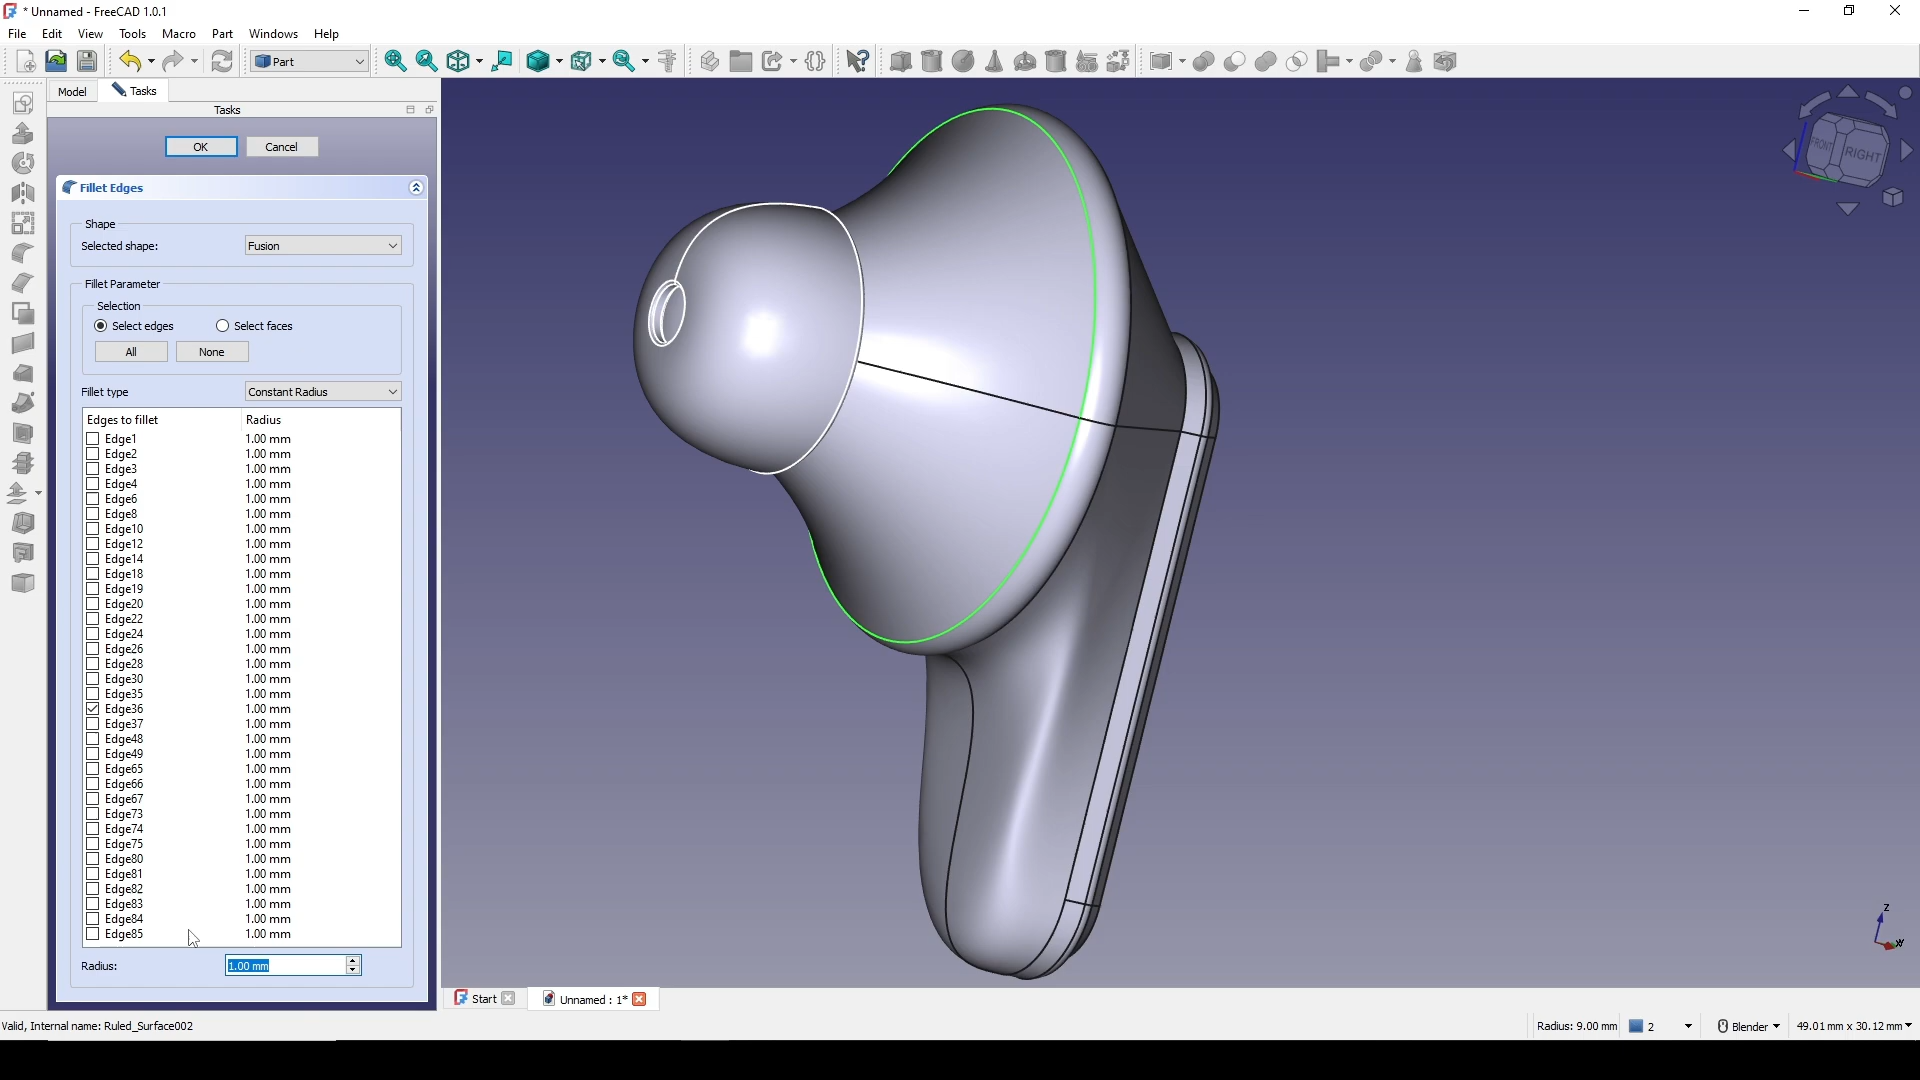 * Unnamed - FreeCAD 1.0.1
File Edit View Tools Macro Part Windows Help
Part
Model Tasks
Tasks
OK Cancel
Fillet Edges
Shape
Selected shape: Fusion
Fillet Parameter
Selection
Select edges Select faces
All None
Fillet type Constant Radius
Edges to fillet Radius
Edge1 1.00 mm
Edge2 1.00 mm
Edge3 1.00 mm
Edge4 1.00 mm
Edge6 1.00 mm
Edge8 1.00 mm
Edge10 1.00 mm
Edge12 1.00 mm
Edge14 1.00 mm
Edge18 1.00 mm
Edge19 1.00 mm
Edge20 1.00 mm
Edge22 1.00 mm
Edge24 1.00 mm
Edge26 1.00 mm
Edge28 1.00 mm
Edge30 1.00 mm
Edge35 1.00 mm
Edge36 1.00 mm
Edge37 1.00 mm
Edge48 1.00 mm
Edge49 1.00 mm
Edge65 1.00 mm
Edge66 1.00 mm
Edge67 1.00 mm
Edge73 1.00 mm
Edge74 1.00 mm
Edge75 1.00 mm
Edge80 1.00 mm
Edge81 1.00 mm
Edge82 1.00 mm
Edge83 1.00 mm
Edge84 1.00 mm
Edge85 1.00 mm
Radius: 1.00 mm
FRONT RIGHT
Z
Start Unnamed : 1*
Valid, Internal name: Ruled_Surface002
Radius: 9.00 mm 2 Blender 49.01 mm x 30.12 mm